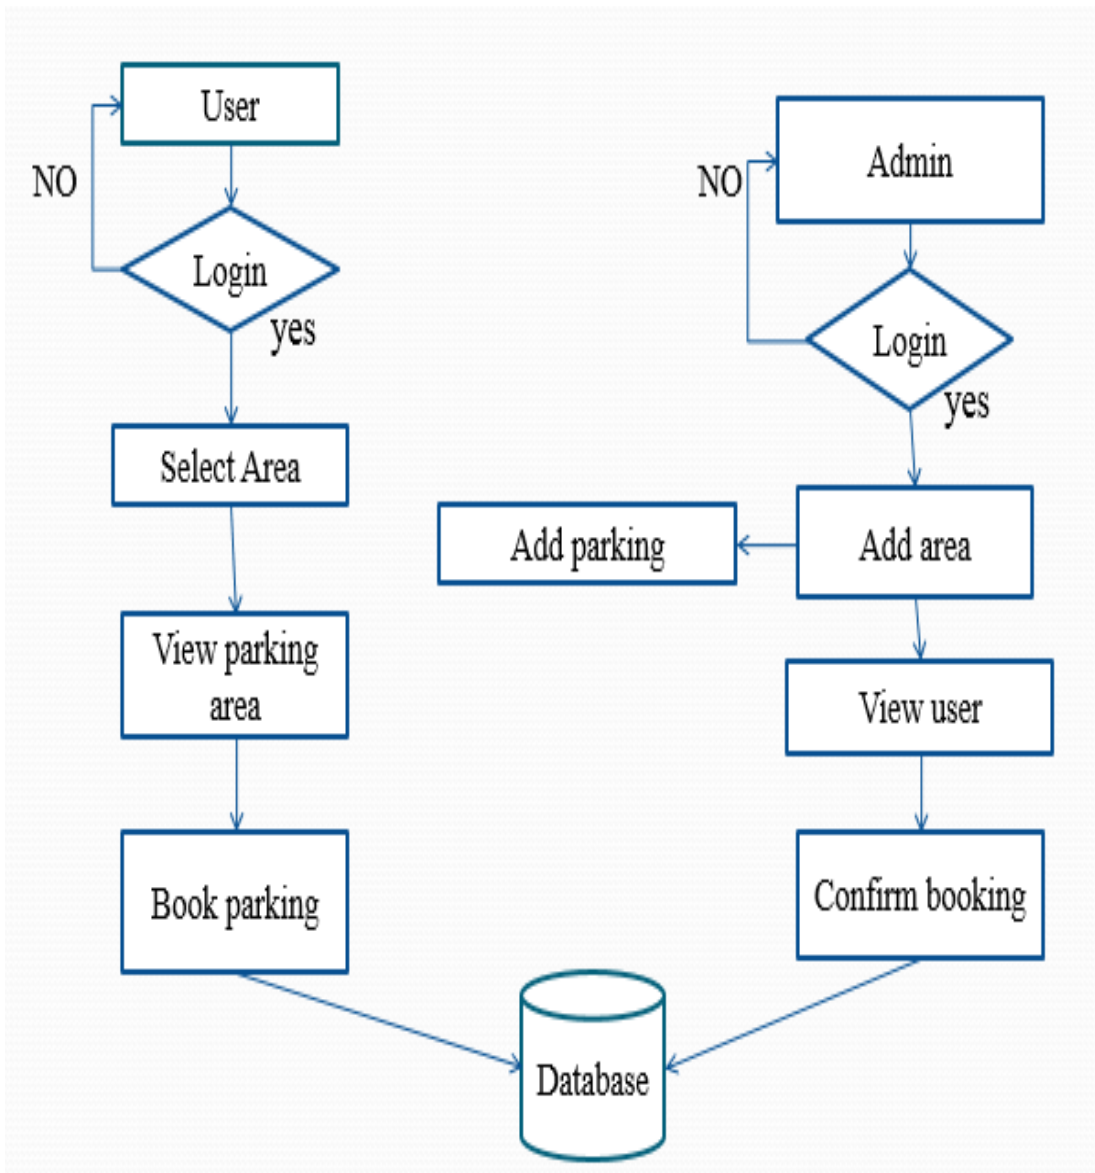 User
NO
Login
yes
Select Area
View parking
area
Book parking
Admin
NO
Login
yes
Add area
Add parking
View user
Confirm booking
Database